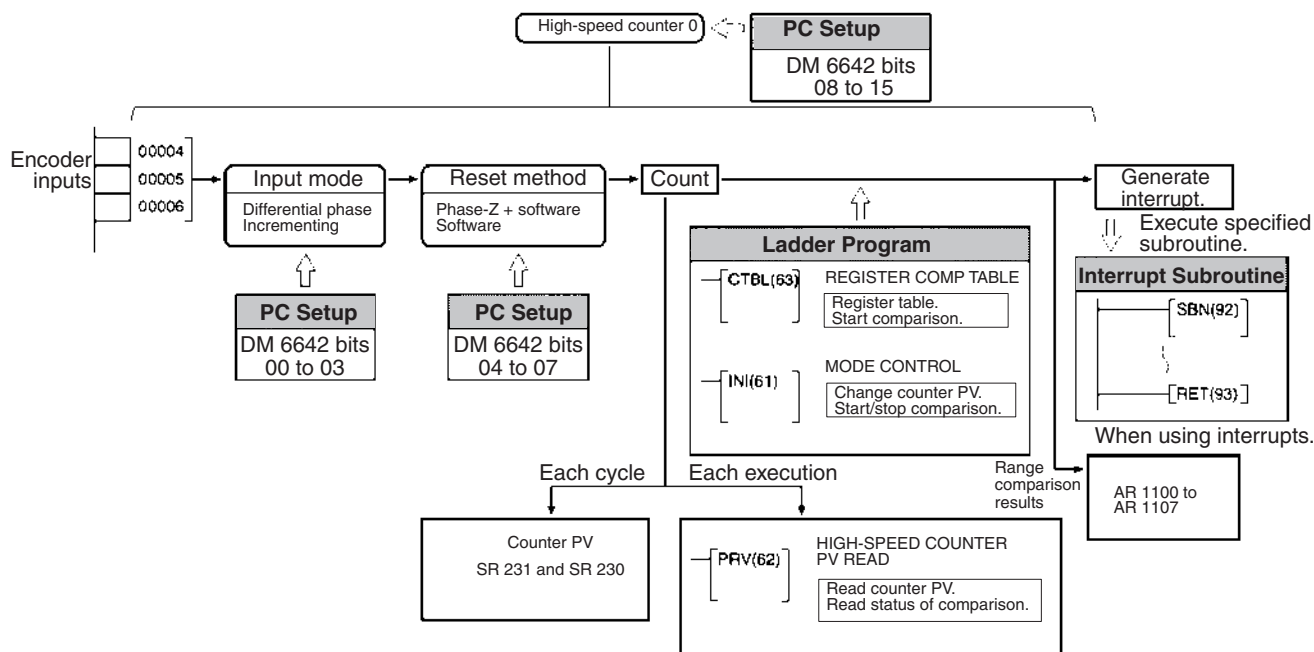 High-speed counter 0
PC Setup
DM 6642 bits
08 to 15
Encoder
inputs
00004
00005
00006
Input mode
Differential phase
Incrementing
Reset method
Phase-Z + software
Software
Count
Generate
interrupt.
Execute specified
subroutine.
PC Setup
DM 6642 bits
00 to 03
PC Setup
DM 6642 bits
04 to 07
Ladder Program
CTBL(63)
REGISTER COMP TABLE
Register table.
Start comparison.
INI(61)
MODE CONTROL
Change counter PV.
Start/stop comparison.
Interrupt Subroutine
SBN(92)
RET(93)
When using interrupts.
Each cycle
Each execution
Range
comparison
results
AR 1100 to
AR 1107
Counter PV
SR 231 and SR 230
PRV(62)
HIGH-SPEED COUNTER
PV READ
Read counter PV.
Read status of comparison.